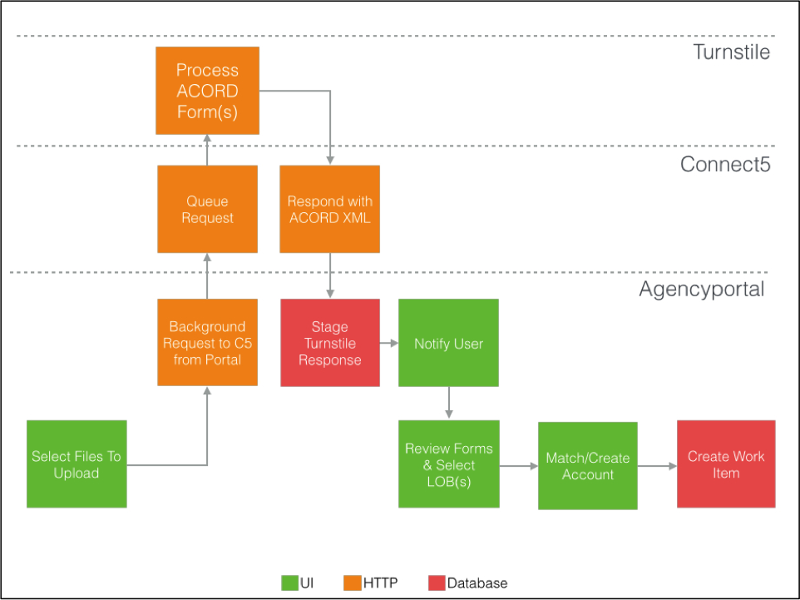 Turnstile
Process
ACORD
Form(s)
Connect5
Queue
Request
Respond with
ACORD XML
Agencyportal
Background
Request to C5
from Portal
Stage
Turnstile
Response
Notify User
Select Files To
Upload
Review Forms
& Select
LOB(s)
Match/Create
Account
Create Work
Item
UI
HTTP
Database